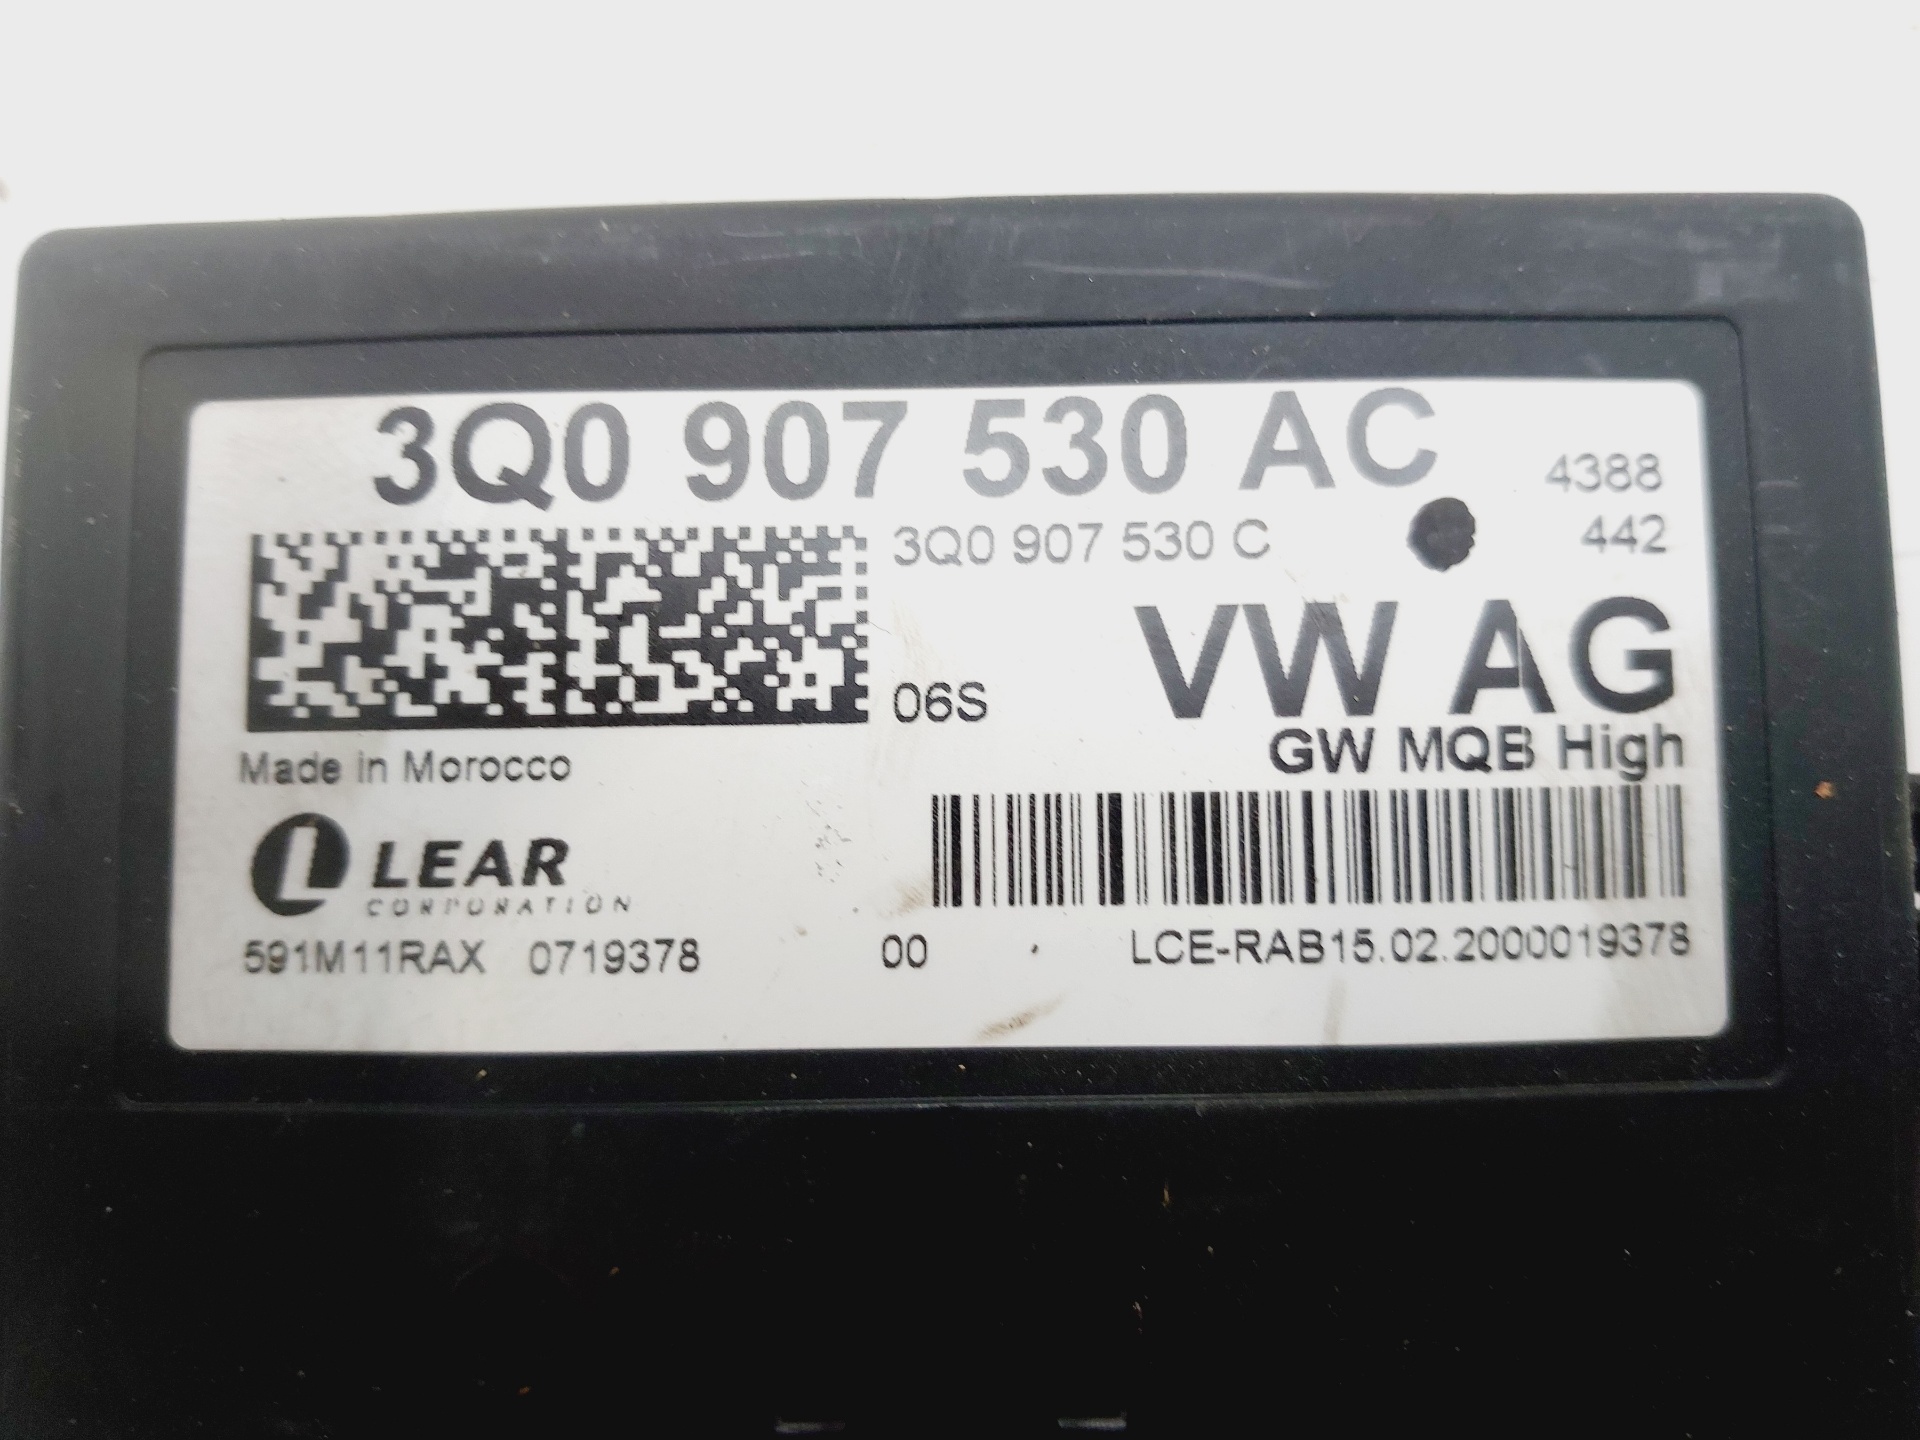 3Q0 907 530 AC
4388
3Q0 907 530 C
442
06S
VW AG
GW MQB High
Made in Morocco
LEAR
CORPORATION
591M11RAX 0719378 00 LCE-RAB15.02.2000019378